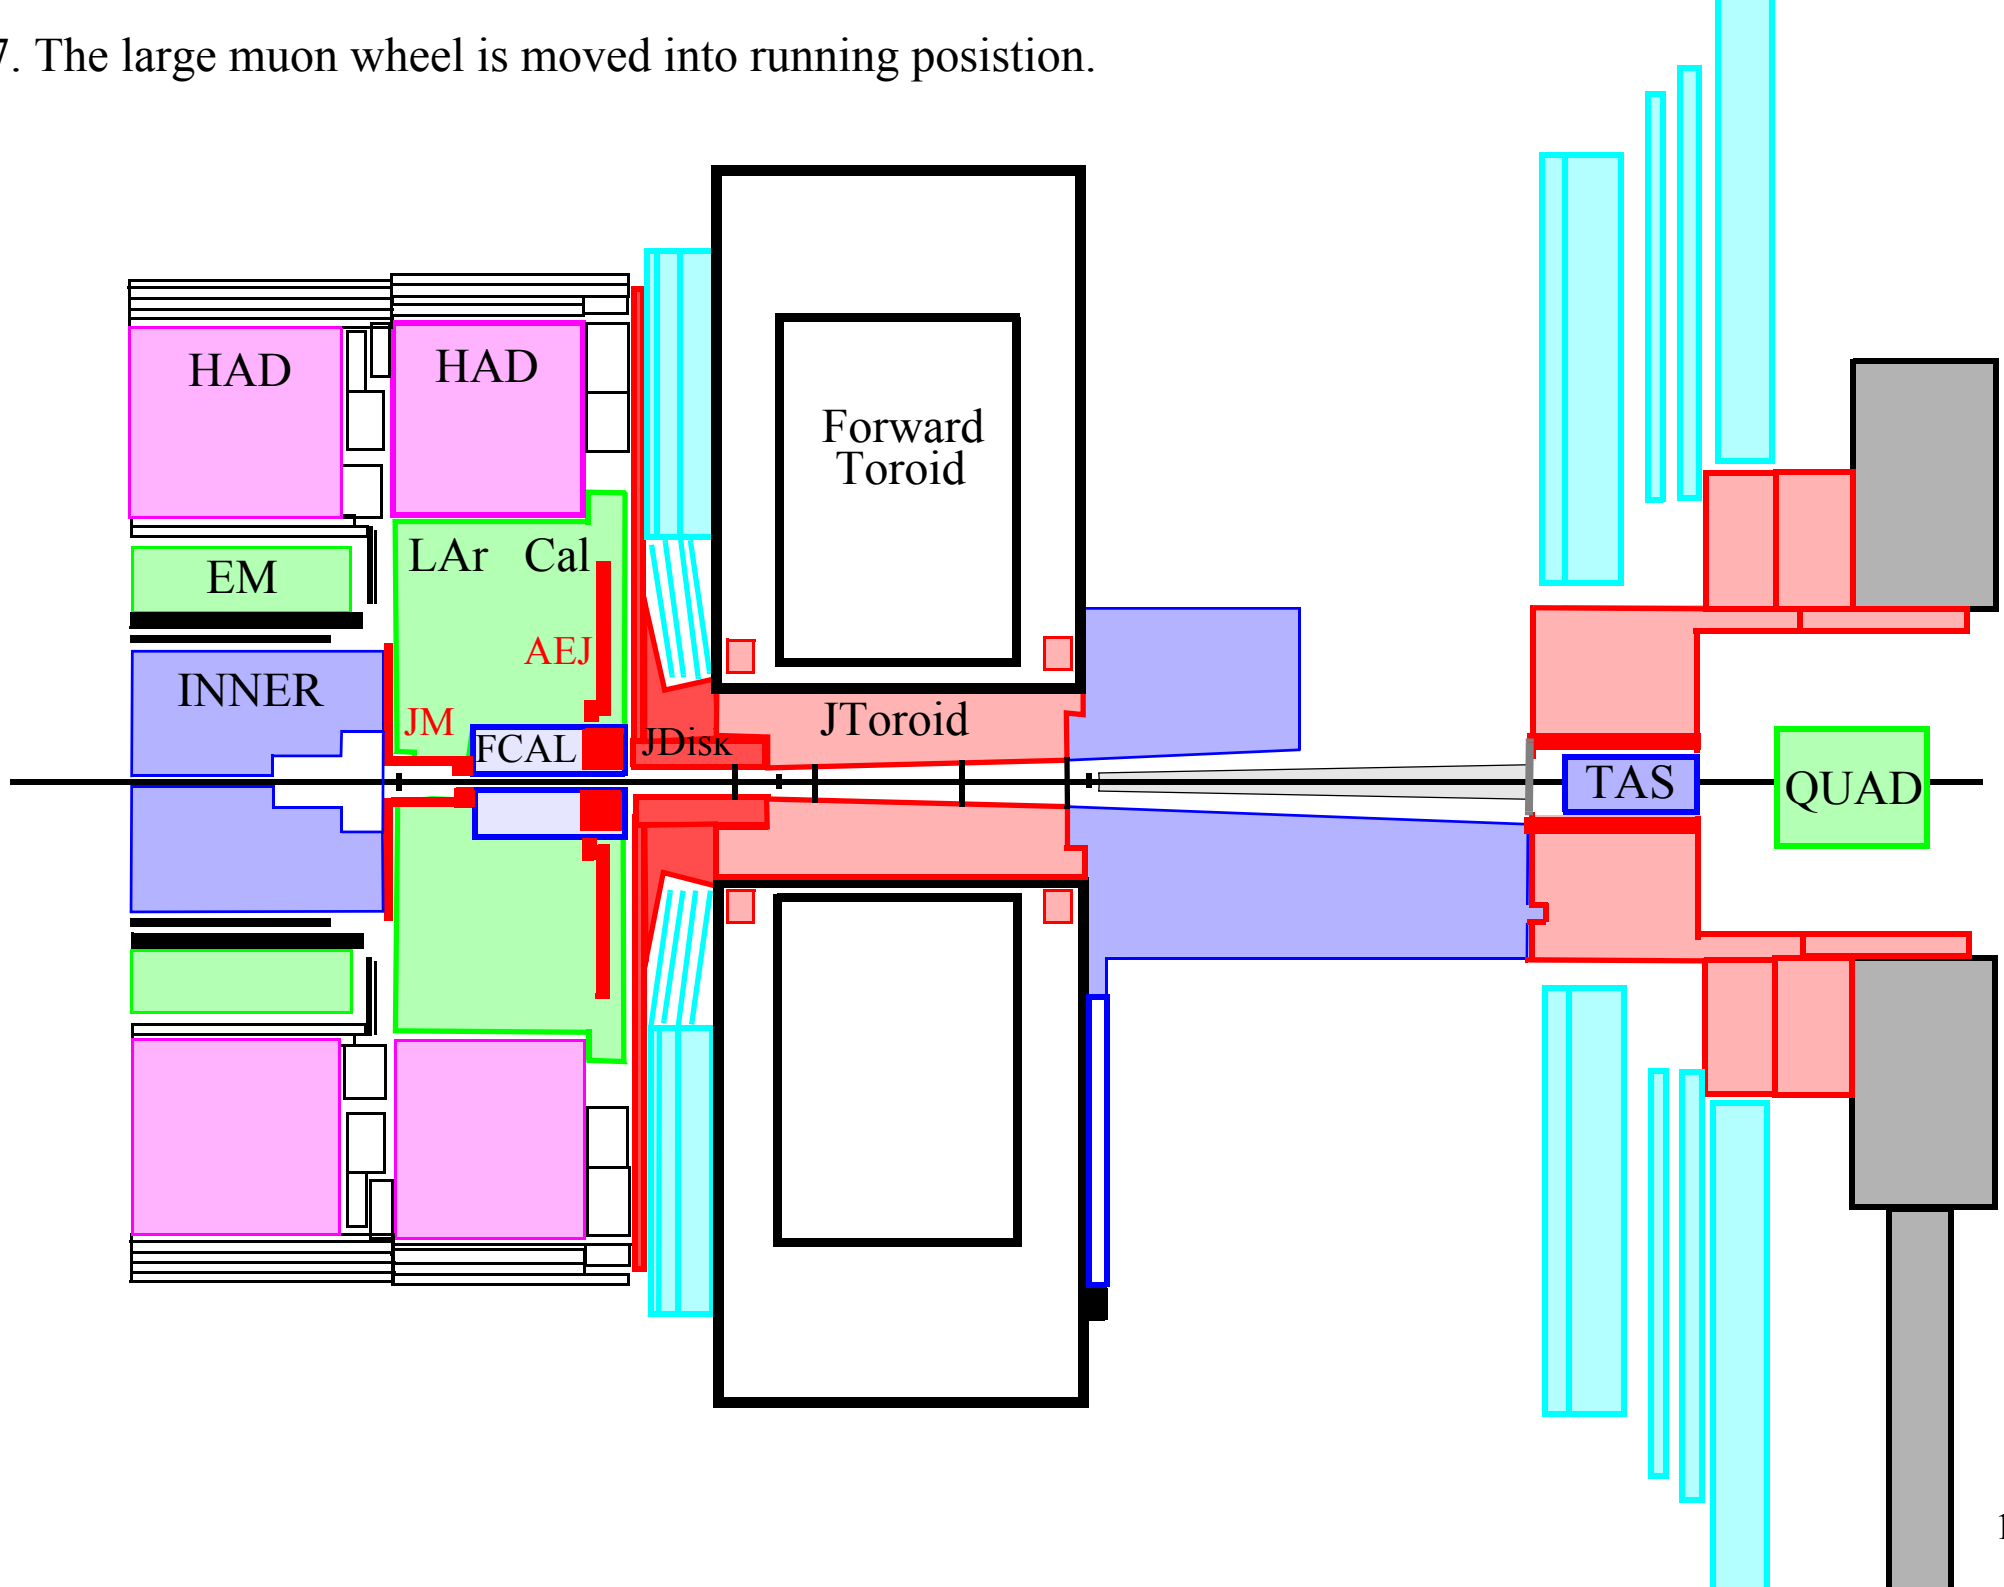 7. The large muon wheel is moved into running posistion.
HAD
HAD
Forward
Toroid
LAr Cal
EM
AEJ
INNER
JM
JToroid
FCAL
JDisk
TAS
QUAD
1